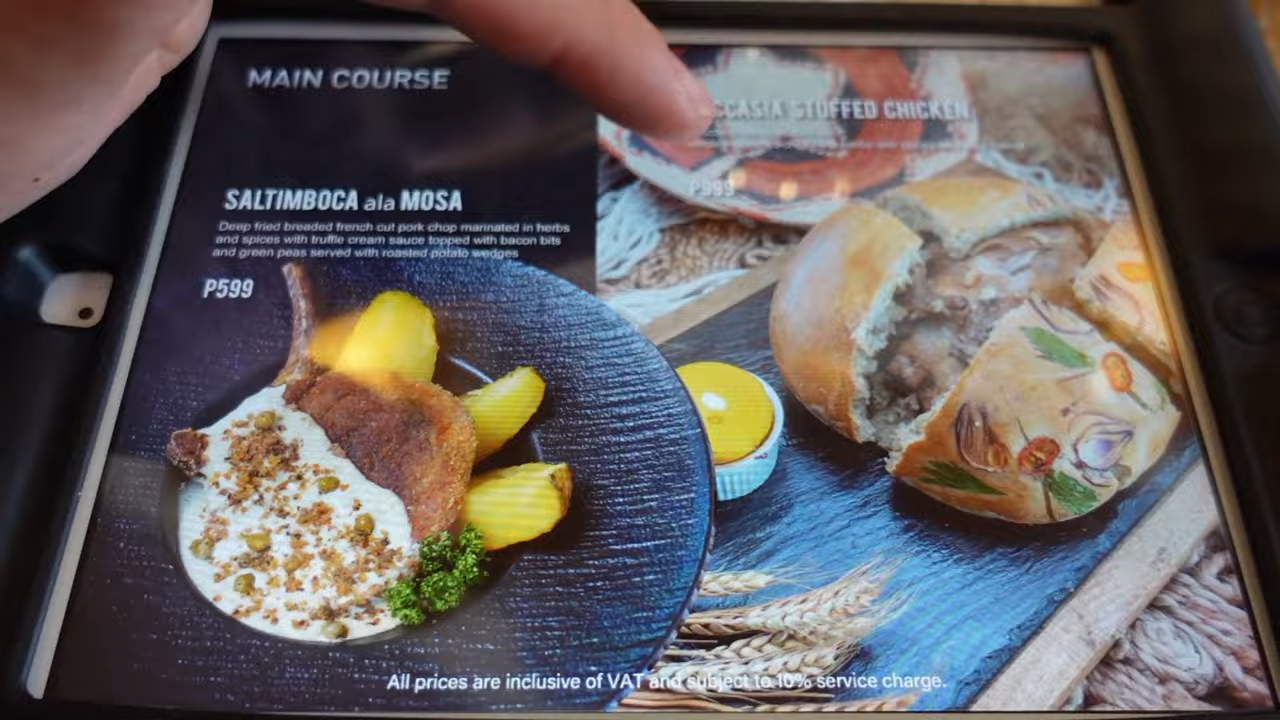 MAIN COURSE
SALTIMBOCA ala MOSA
Deep fried breaded french cut pork chop marinated in herbs
and spices with truffle cream sauce topped with bacon bits
and green peas served with roasted potato wedges
P599
STUFFED CHICKEN
P999
All prices are inclusive of VAT and subject to 10% service charge.